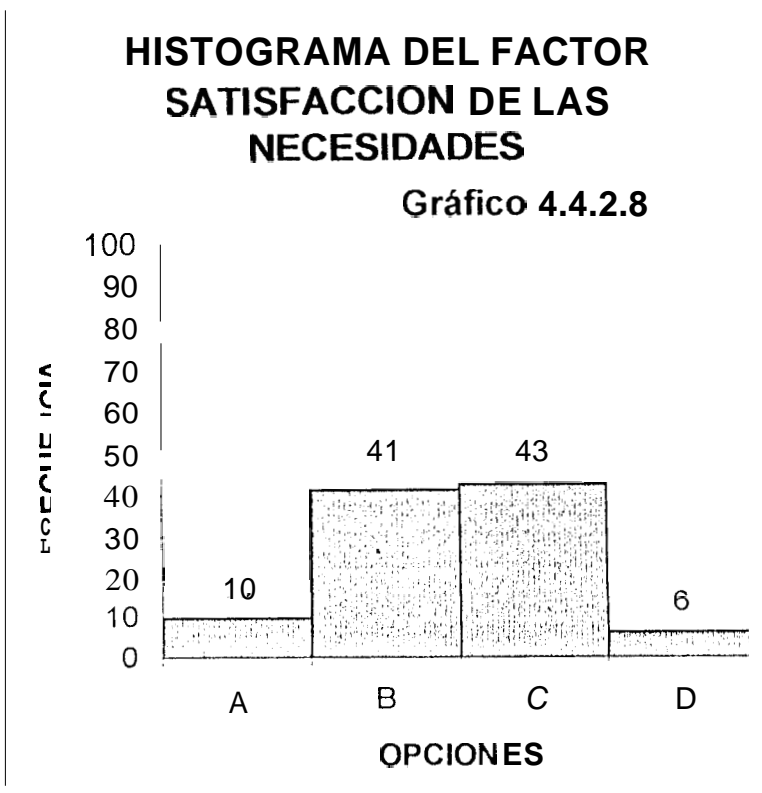 HISTOGRAMA DEL FACTOR
SATISFACCION DE LAS
NECESIDADES
Gráfico 4.4.2.8
100
90
80
70
60
50
40
30
20
10
0
10
41
43
6
A
B
C
D
OPCIONES